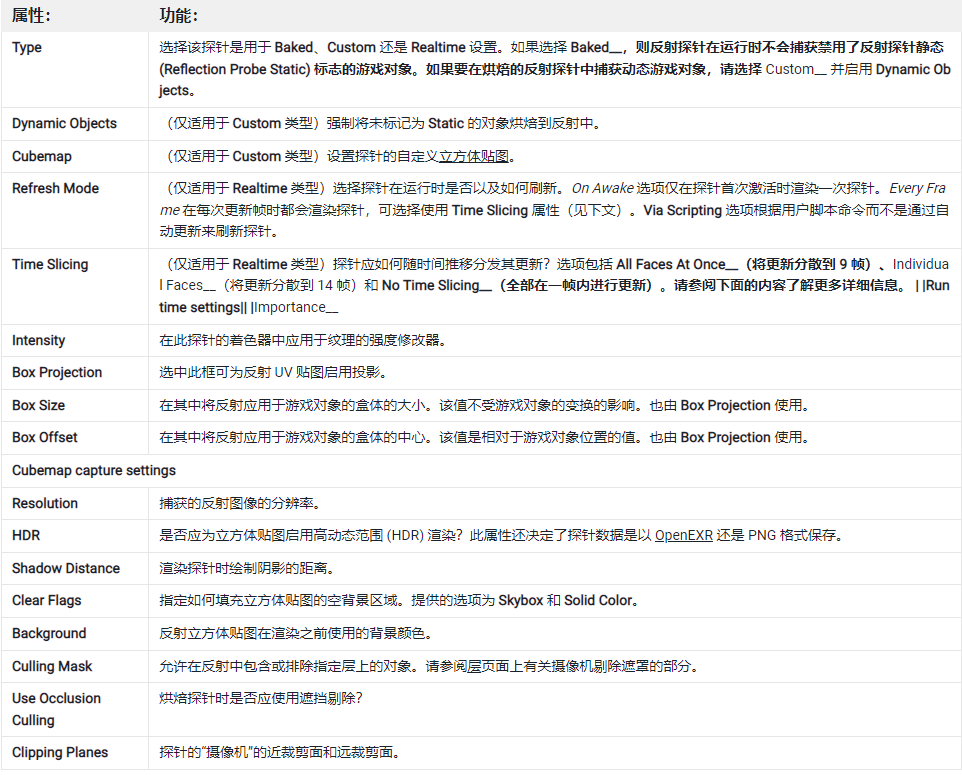 属性： 功能：
Type 选择该探针是用于 Baked、Custom 还是 Realtime 设置。如果选择 Baked__，则反射探针在运行时不会捕获禁用了反射探针静态
(Reflection Probe Static) 标志的游戏对象。如果要在烘焙的反射探针中捕获动态游戏对象，请选择 Custom__ 并启用 Dynamic Ob
jects。
Dynamic Objects （仅适用于 Custom 类型）强制将未标记为 Static 的对象烘焙到反射中。
Cubemap （仅适用于 Custom 类型）设置探针的自定义立方体贴图。
Refresh Mode （仅适用于 Realtime 类型）选择探针在运行时是否以及如何刷新。On Awake 选项仅在探针首次激活时渲染一次探针。Every Fra
me 在每次更新帧时都会渲染探针，可选择使用 Time Slicing 属性（见下文）。Via Scripting 选项根据用户脚本命令而不是通过自
动更新来刷新探针。
Time Slicing （仅适用于 Realtime 类型）探针应如何随时间推移分发其更新？选项包括 All Faces At Once__（将更新分散到 9 帧）、Individua
l Faces__（将更新分散到 14 帧）和 No Time Slicing__（全部在一帧内进行更新）。请参阅下面的内容了解更多详细信息。 | |Run
time settings|| |Importance__
Intensity 在此探针的着色器中应用于纹理的强度修改器。
Box Projection 选中此框可为反射 UV 贴图启用投影。
Box Size 在其中将反射应用于游戏对象的盒体的大小。该值不受游戏对象的变换的影响。也由 Box Projection 使用。
Box Offset 在其中将反射应用于游戏对象的盒体的中心。该值是相对于游戏对象位置的值。也由 Box Projection 使用。
Cubemap capture settings
Resolution 捕获的反射图像的分辨率。
HDR 是否应为立方体贴图启用高动态范围 (HDR) 渲染？此属性还决定了探针数据是以 OpenEXR 还是 PNG 格式保存。
Shadow Distance 渲染探针时绘制阴影的距离。
Clear Flags 指定如何填充立方体贴图的空背景区域。提供的选项为 Skybox 和 Solid Color。
Background 反射立方体贴图在渲染之前使用的背景颜色。
Culling Mask 允许在反射中包含或排除指定层上的对象。请参阅层页面上有关摄像机剔除遮罩的部分。
Use Occlusion 烘焙探针时是否应使用遮挡剔除？
Culling
Clipping Planes 探针的“摄像机”的近裁剪面和远裁剪面。